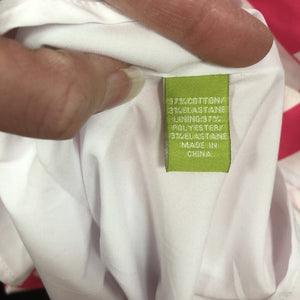 97%COTTON/
3%ELASTANE
LINING:97%
POLYESTER/
3%ELASTANE
MADE IN
CHINA.